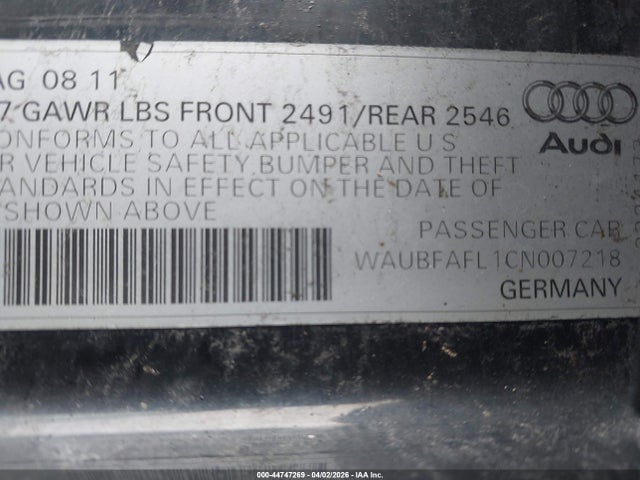 AG 08 11
7 GAWR LBS FRONT 2491/REAR 2546
CONFORMS TO ALL APPLICABLE U S
R VEHICLE SAFETY, BUMPER AND THEFT
STANDARDS IN EFFECT ON THE DATE OF
SHOWN ABOVE
Audi
PASSENGER CAR
WAUBFAFL1CN007218
GERMANY
000-44747269 - 04/02/2026 - IAA Inc.